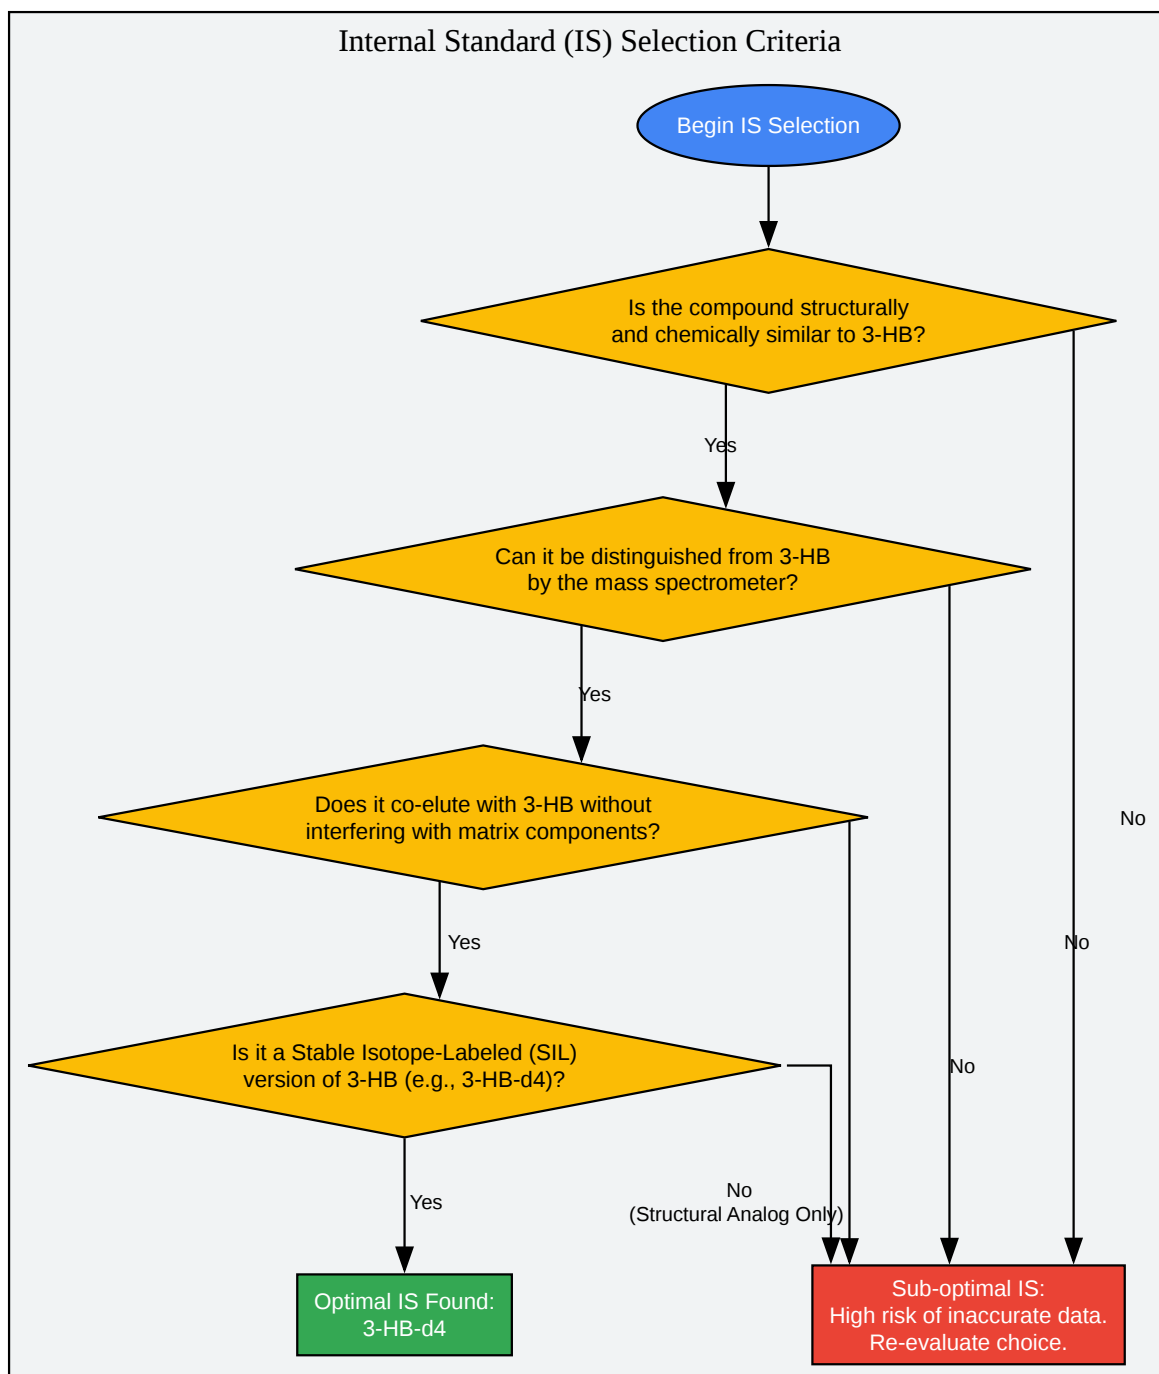 Internal Standard (IS) Selection Criteria
Begin IS Selection
Is the compound structurally
and chemically similar to 3-HB?
Yes
Can it be distinguished from 3-HB
by the mass spectrometer?
Yes
Does it co-elute with 3-HB without
interfering with matrix components?
No
Yes
No
Is it a Stable Isotope-Labeled (SIL)
version of 3-HB (e.g., 3-HB-d4)?
No
Yes
No
(Structural Analog Only)
Optimal IS Found:
3-HB-d4
Sub-optimal IS:
High risk of inaccurate data.
Re-evaluate choice.